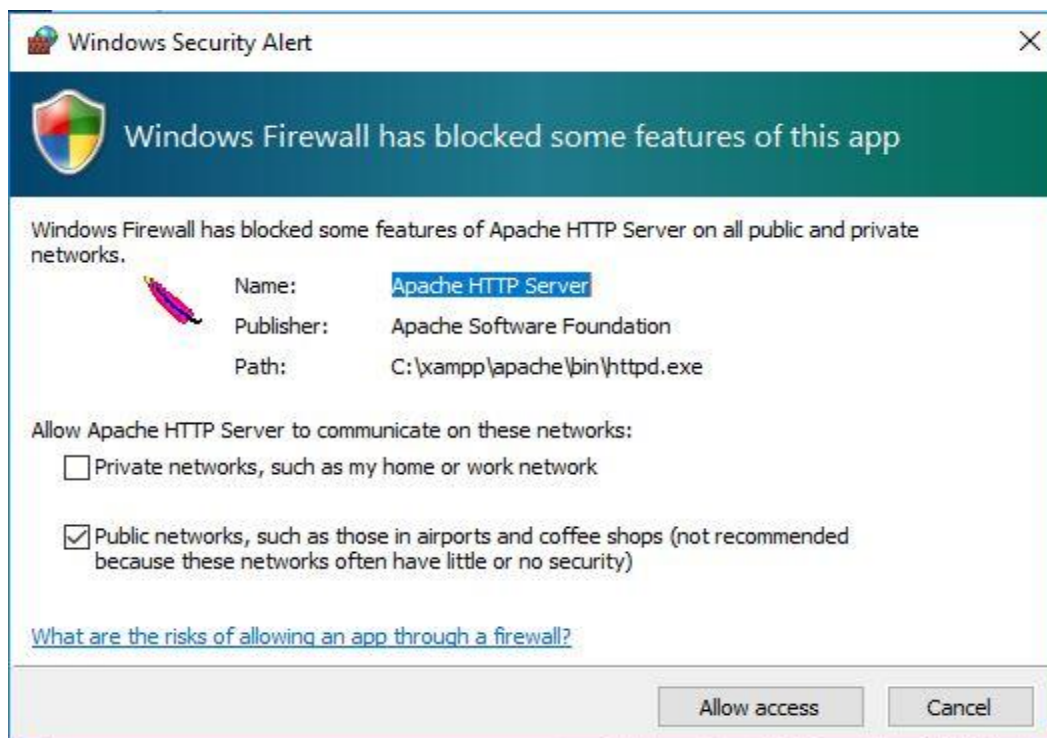 Windows Security Alert
Windows Firewall has blocked some features of this app
Windows Firewall has blocked some features of Apache HTTP Server on all public and private
networks.
Name: Apache HTTP Server
Publisher: Apache Software Foundation
Path: C:\xampp\apache\bin\httpd.exe
Allow Apache HTTP Server to communicate on these networks:
Private networks, such as my home or work network
Public networks, such as those in airports and coffee shops (not recommended
because these networks often have little or no security)
What are the risks of allowing an app through a firewall?
Allow access Cancel